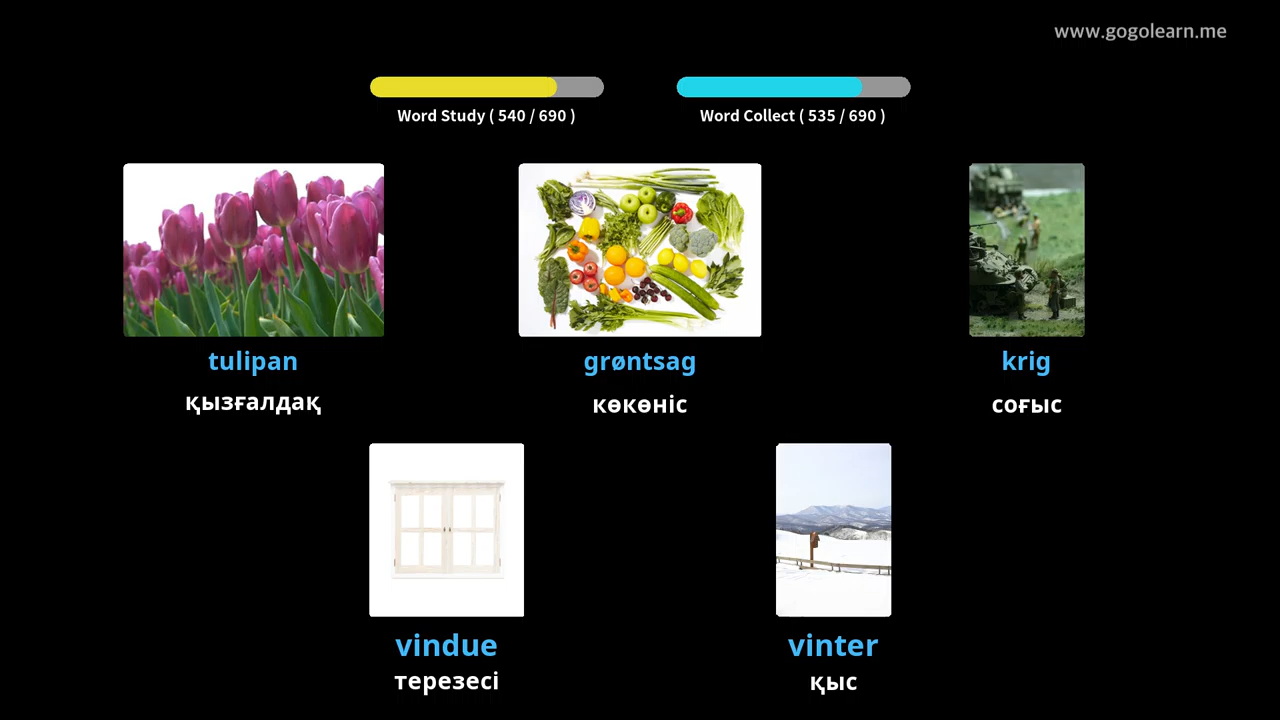 www.gogolearn.me
Word Study ( 540 / 690 )
Word Collect ( 535 / 690 )
tulipan
қызғалдақ
grøntsag
көкөніс
krig
соғыс
vindue
терезесі
vinter
қыс